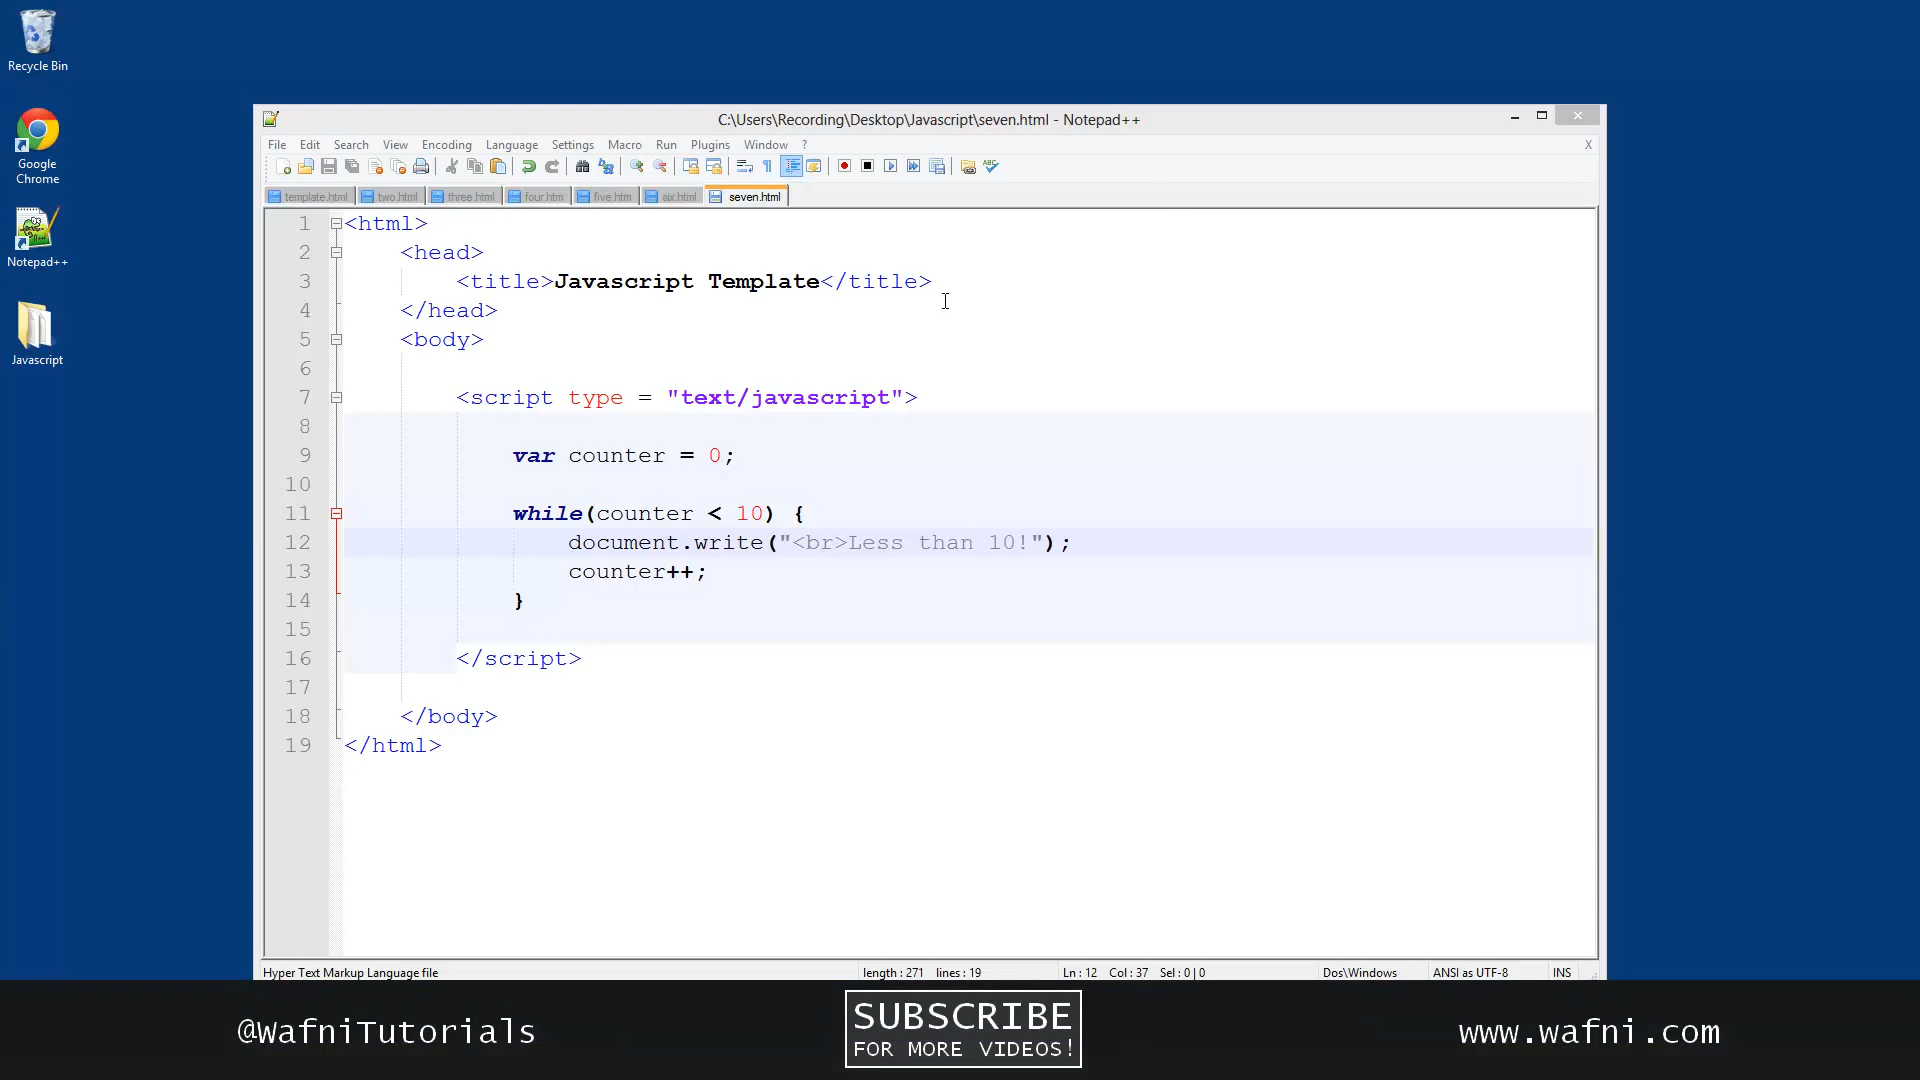 Recycle Bin
Google
Chrome
Notepad++
Javascript
C:\Users\Recording\Desktop\Javascript\seven.html - Notepad++
File Edit Search View Encoding Language Settings Macro Run Plugins Window ? X
template.html two.html three.html four.htm five.htm six.html seven.html
1 <html>
2 <head>
3 <title>Javascript Template</title>
4 </head>
5 <body>
6
7 <script type = "text/javascript">
8
9 var counter = 0;
10
11 while(counter < 10) {
12 document.write("<br>Less than 10!");
13 counter++;
14 }
15
16 </script>
17
18 </body>
19 </html>
Hyper Text Markup Language file length : 271 lines : 19 Ln : 12 Col : 37 Sel : 0 | 0 Dos\Windows ANSI as UTF-8 INS
@WafniTutorials
SUBSCRIBE
FOR MORE VIDEOS!
www.wafni.com